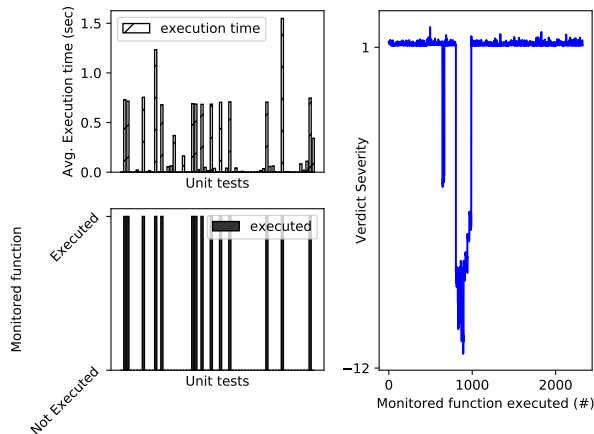 Avg. Execution time (sec)
1.5
1.0
0.5
0.0
execution time
Unit tests
Monitored function
Executed
Not Executed
executed
Unit tests
Verdict Severity
1
−12
0
1000
2000
Monitored function executed (#)